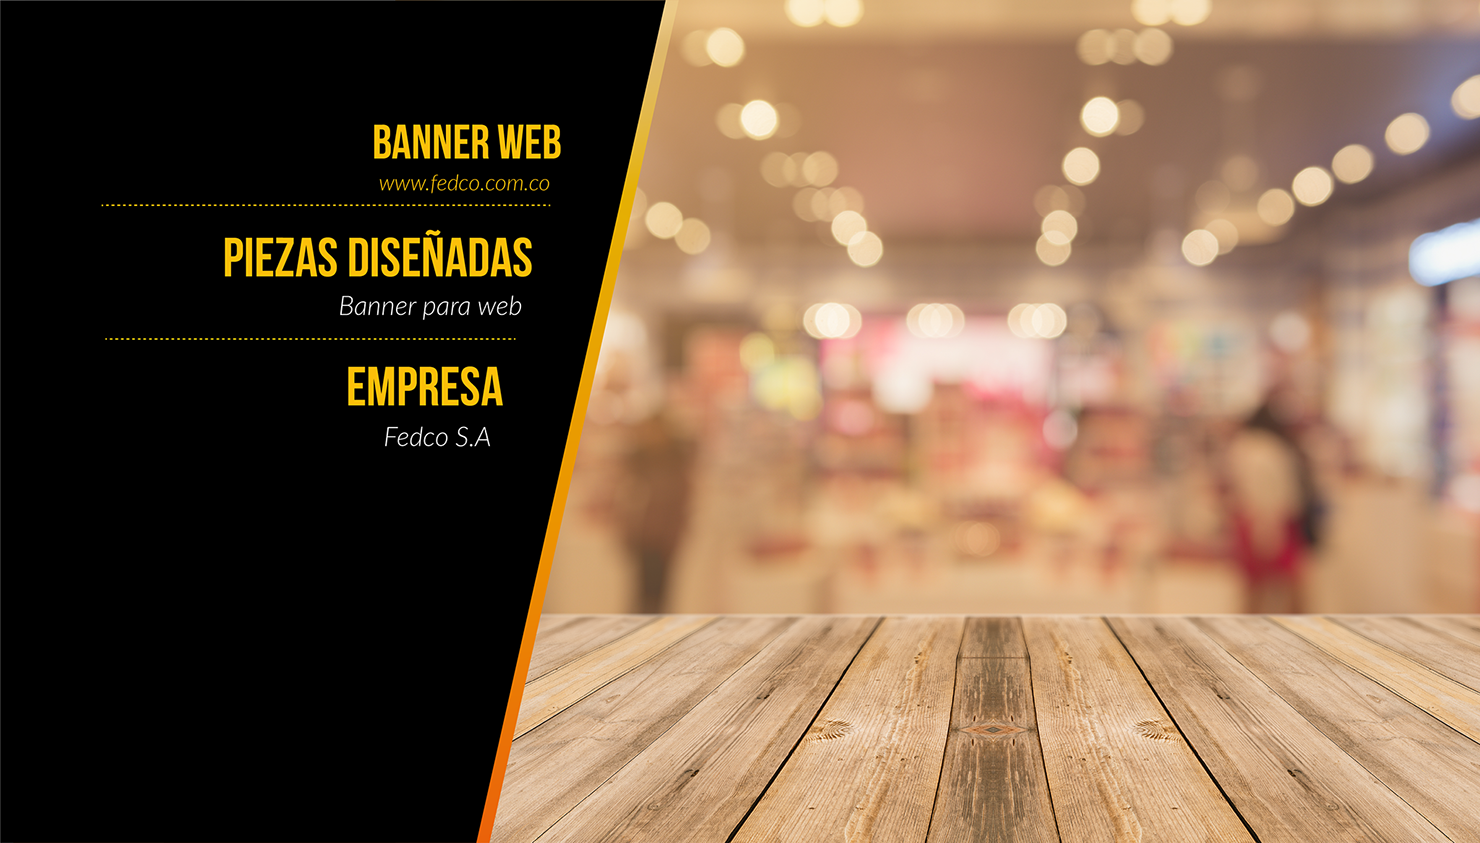 BANNER WEB
www.fedco.com.co
PIEZAS DISEÑADAS
Banner para web
EMPRESA
Fedco S.A